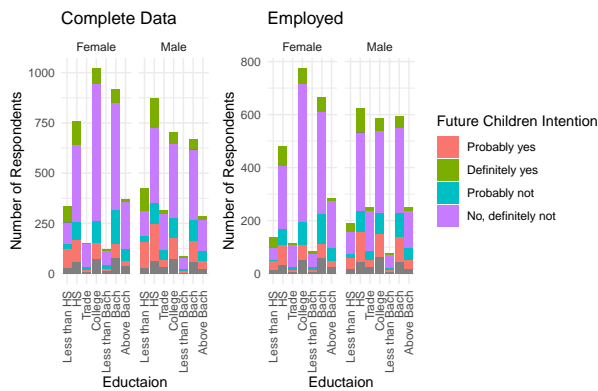 Complete Data
Employed
Female
Male
Female
Male
Number of Respondents
1000
750
500
250
0
Number of Respondents
800
600
400
200
0
Less than HS
HS
Trade
College
Less than Bach
Bach
Above Bach
Less than HS
HS
Trade
College
Less than Bach
Bach
Above Bach
Less than HS
HS
Trade
College
Less than Bach
Bach
Above Bach
Less than HS
HS
Trade
College
Less than Bach
Bach
Above Bach
Eductaion
Eductaion
Future Children Intention
Probably yes
Definitely yes
Probably not
No, definitely not